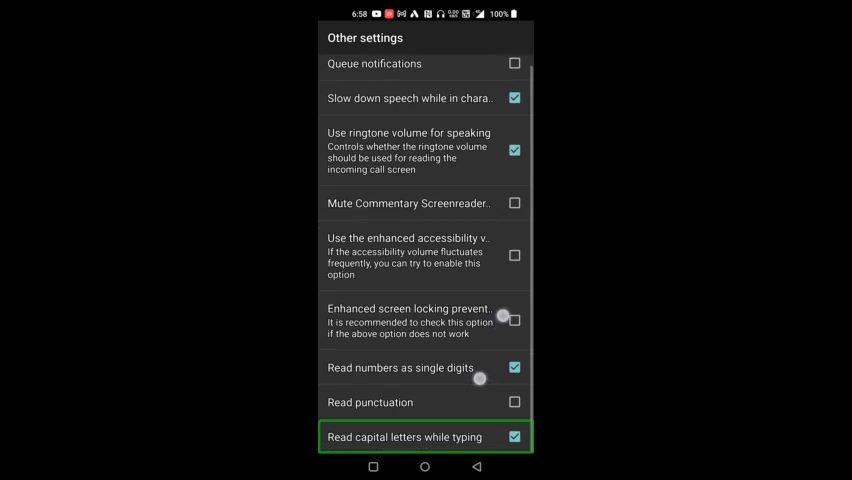 6:58 0.00 KB/S 4G 100%
Other settings
Queue notifications
Slow down speech while in chara..
Use ringtone volume for speaking
Controls whether the ringtone volume
should be used for reading the
incoming call screen
Mute Commentary Screenreader..
Use the enhanced accessibility v..
If the accessibility volume fluctuates
frequently, you can try to enable this
option
Enhanced screen locking prevent..
It is recommended to check this option
if the above option does not work
Read numbers as single digits
Read punctuation
Read capital letters while typing